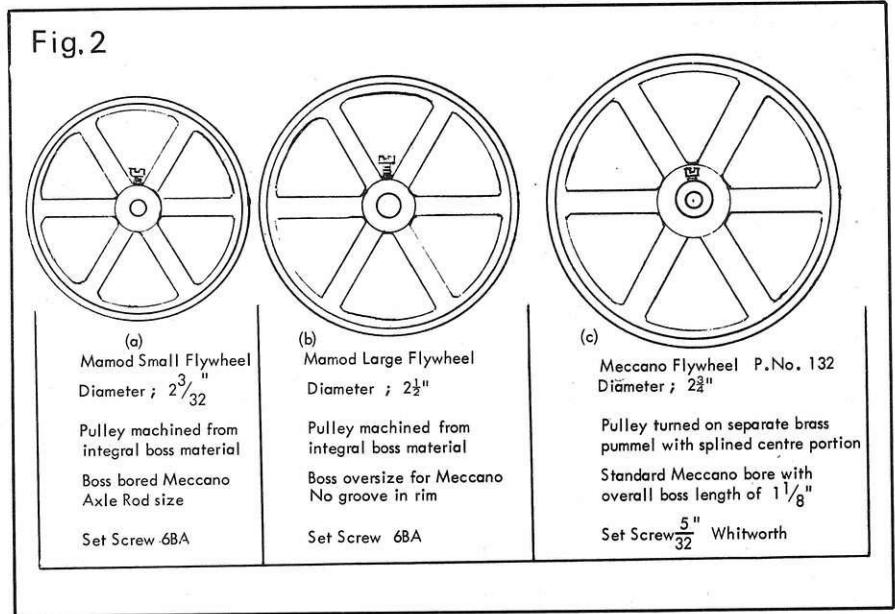 Fig. 2
(a)
Mamod Small Flywheel
Diameter ; 2 3/32"
Pulley machined from
integral boss material
Boss bored Meccano
Axle Rod size
Set Screw 6BA
(b)
Mamod Large Flywheel
Diameter ; 2½"
Pulley machined from
integral boss material
Boss oversize for Meccano
No groove in rim
Set Screw 6BA
(c)
Meccano Flywheel P.No. 132
Diameter ; 2¾"
Pulley turned on separate brass
pummel with splined centre portion
Standard Meccano bore with
overall boss length of 1 1/8"
Set Screw 5/32" Whitworth